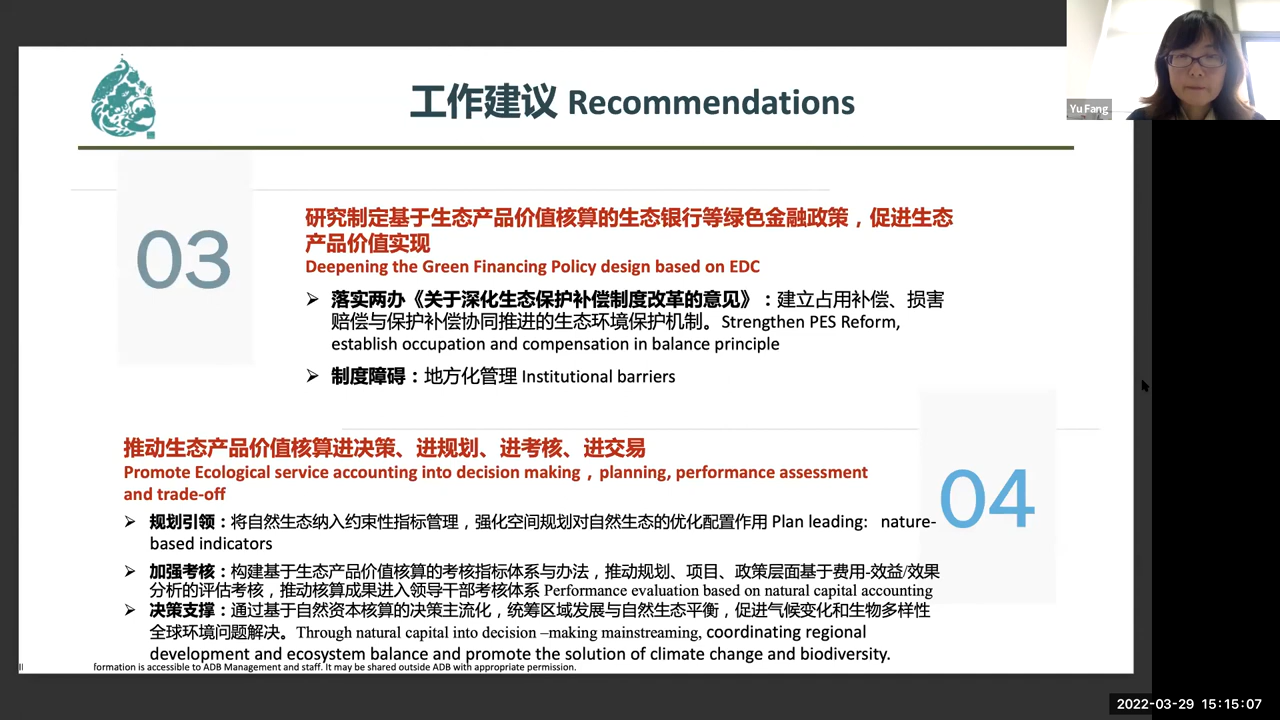 工作建议 Recommendations
Yu Fang
03
研究制定基于生态产品价值核算的生态银行等绿色金融政策，促进生态
产品价值实现
Deepening the Green Financing Policy design based on EDC
➢ 落实两办《关于深化生态保护补偿制度改革的意见》：建立占用补偿、损害
赔偿与保护补偿协同推进的生态环境保护机制。Strengthen PES Reform,
establish occupation and compensation in balance principle
➢ 制度障碍：地方化管理 Institutional barriers
推动生态产品价值核算进决策、进规划、进考核、进交易
Promote Ecological service accounting into decision making，planning, performance assessment
and trade-off
04
➢ 规划引领：将自然生态纳入约束性指标管理，强化空间规划对自然生态的优化配置作用 Plan leading: nature-
based indicators
➢ 加强考核：构建基于生态产品价值核算的考核指标体系与办法，推动规划、项目、政策层面基于费用-效益/效果
分析的评估考核，推动核算成果进入领导干部考核体系 Performance evaluation based on natural capital accounting
➢ 决策支撑：通过基于自然资本核算的决策主流化，统筹区域发展与自然生态平衡，促进气候变化和生物多样性
全球环境问题解决。Through natural capital into decision –making mainstreaming, coordinating regional
development and ecosystem balance and promote the solution of climate change and biodiversity.
formation is accessible to ADB Management and staff. It may be shared outside ADB with appropriate permission.
2022-03-29 15:15:07